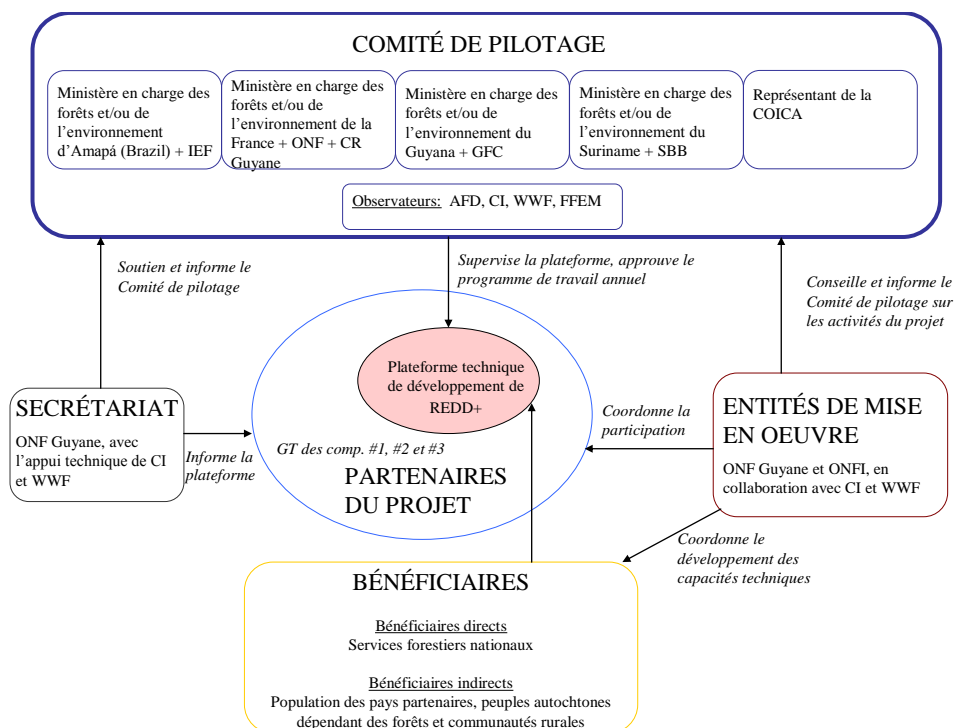 COMITÉ DE PILOTAGE
Ministère en charge des
forêts et/ou de
l’environnement
d’Amapá (Brazil) + IEF
Ministère en charge des
forêts et/ou de
l’environnement de la
France + ONF + CR
Guyane
Ministère en charge des
forêts et/ou de
l’environnement du
Guyana + GFC
Ministère en charge des
forêts et/ou de
l’environnement du
Suriname + SBB
Représentant de la
COICA
Observateurs: AFD, CI, WWF, FFEM
Soutien et informe le
Comité de pilotage
Supervise la plateforme, approuve le
programme de travail annuel
Conseille et informe le
Comité de pilotage sur
les activités du projet
Plateforme technique
de développement de
REDD+
SECRÉTARIAT
ONF Guyane, avec
l’appui technique de CI
et WWF
Informe la
plateforme
GT des comp. #1, #2 et #3
PARTENAIRES
DU PROJET
Coordonne la
participation
ENTITÉS DE MISE
EN OEUVRE
ONF Guyane et ONFI, en
collaboration avec CI et WWF
Coordonne le
développement des
capacités techniques
BÉNÉFICIAIRES
Bénéficiaires directs
Services forestiers nationaux
Bénéficiaires indirects
Population des pays partenaires, peuples autochtones
dépendant des forêts et communautés rurales